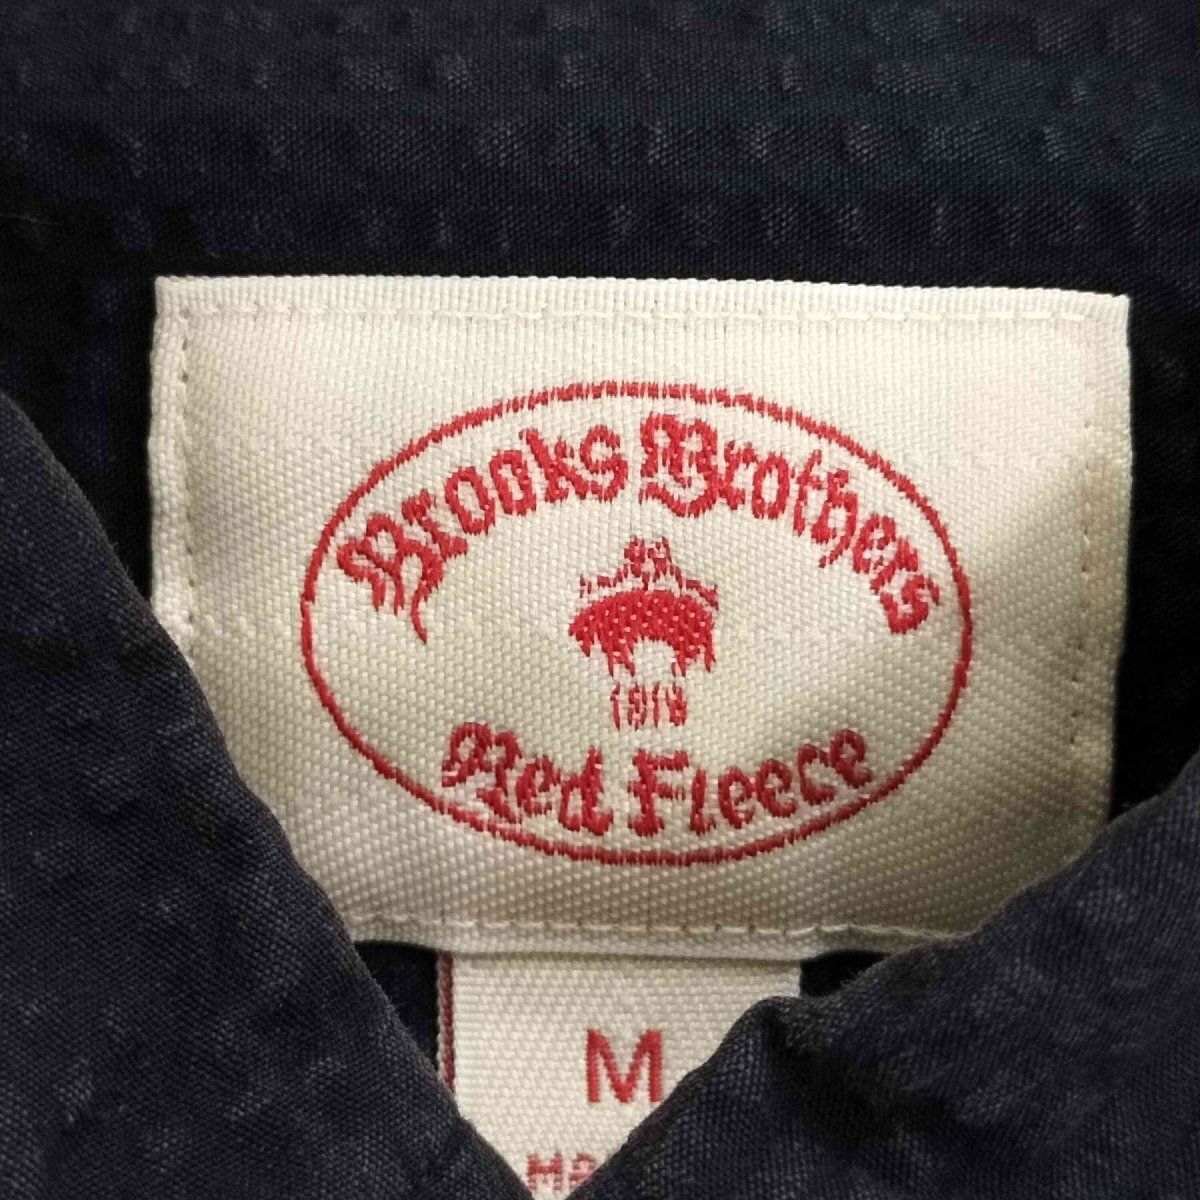 Brooks Brothers
1818
Red Fleece
M